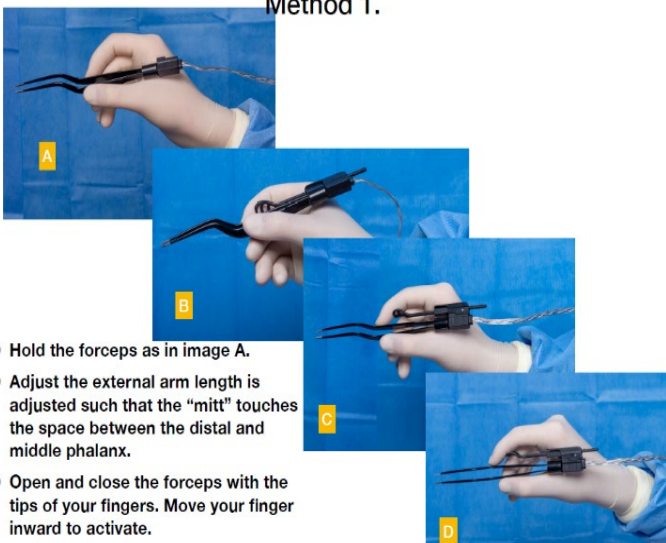 Method 1.
A
B
C
D
Hold the forceps as in image A.
Adjust the external arm length is
adjusted such that the “mitt” touches
the space between the distal and
middle phalanx.
Open and close the forceps with the
tips of your fingers. Move your finger
inward to activate.